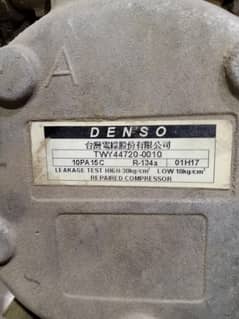 A
DENSO
台灣電綜股份有限公司
TWY44720-0010
10PA15C R-134a 01H17
LEAKAGE TEST HIGH 30kg/cm² LOW 18kg/cm²
REPAIRED COMPRESSOR